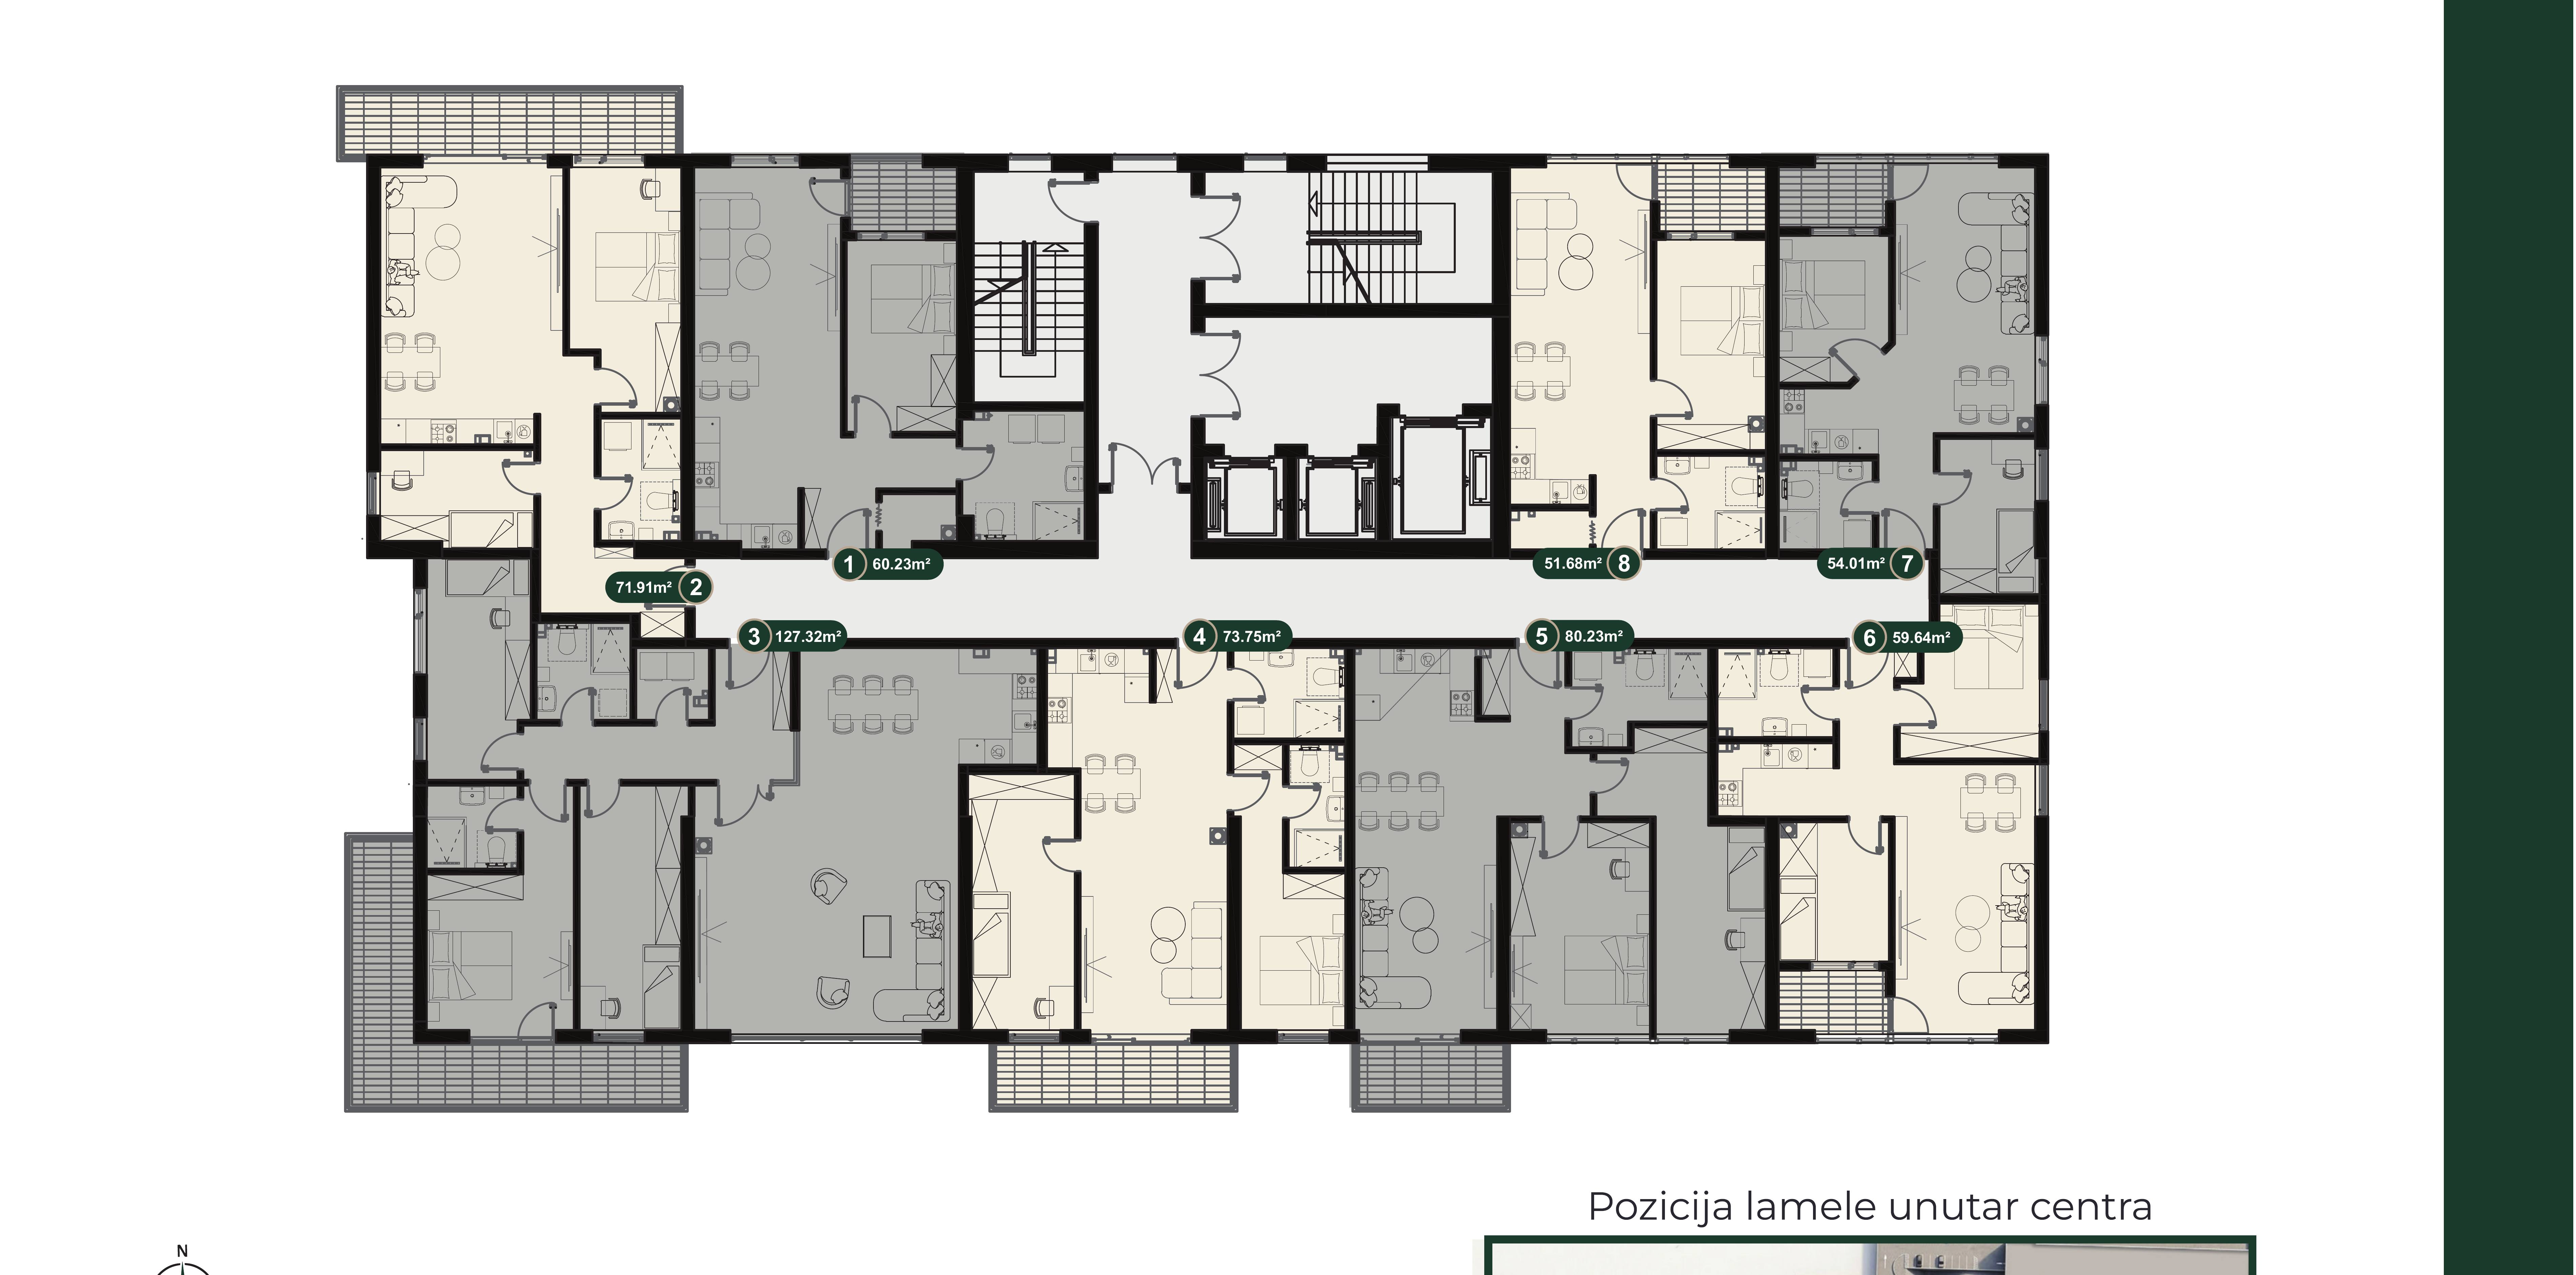 1 60.23m²
51.68m² 8
54.01m² 7
71.91m² 2
3 127.32m²
4 73.75m²
5 80.23m²
6 59.64m²
Pozicija lamele unutar centra
N